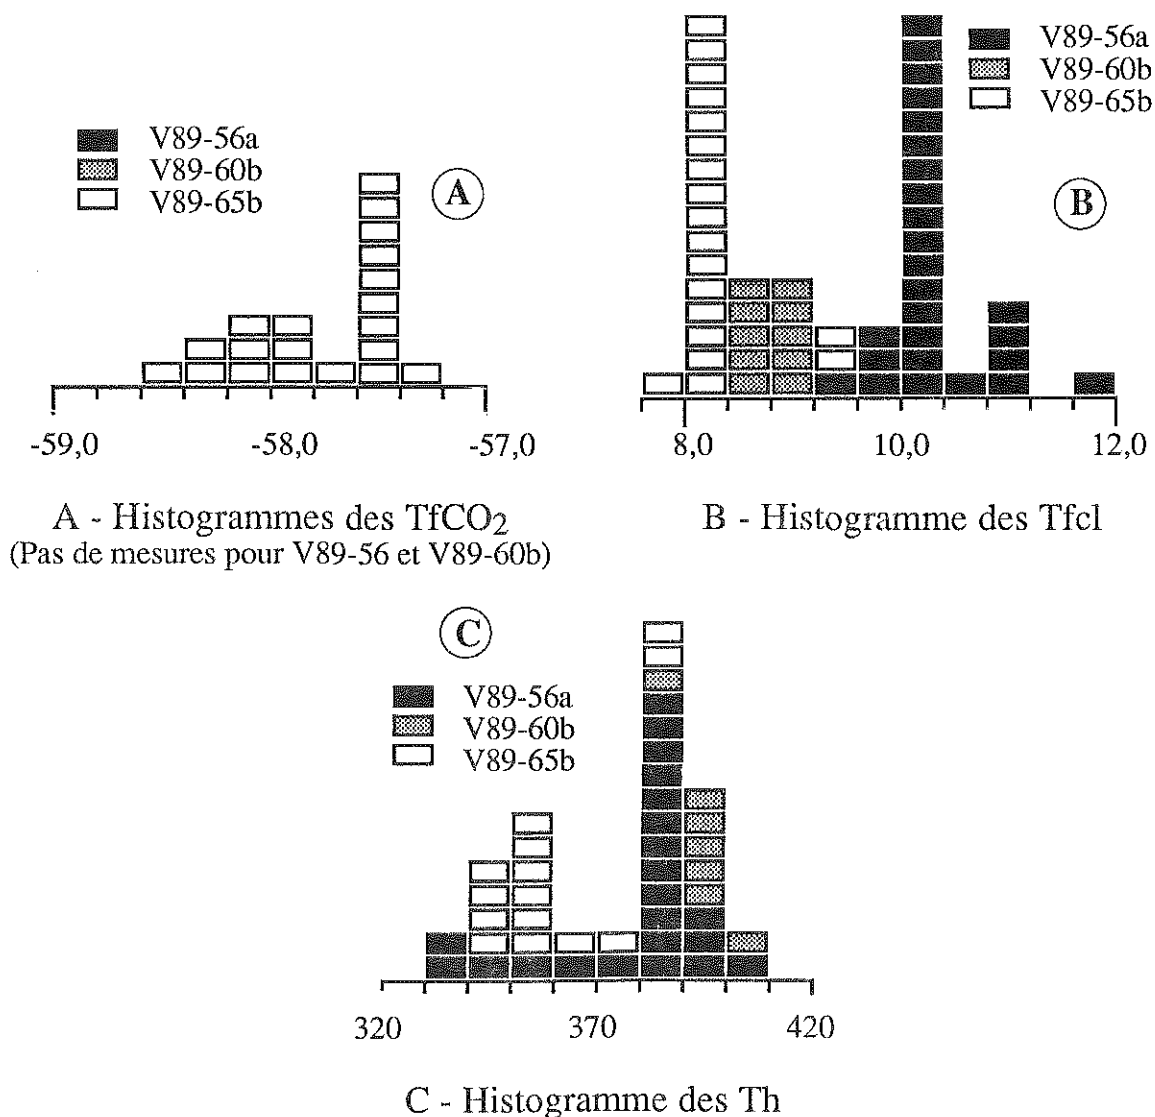 V89-56a
V89-60b
V89-65b
A
-59,0 -58,0 -57,0
A - Histogrammes des TfCO₂
(Pas de mesures pour V89-56 et V89-60b)
V89-56a
V89-60b
V89-65b
B
8,0 10,0 12,0
B - Histogramme des Tfcl
C
V89-56a
V89-60b
V89-65b
320 370 420
C - Histogramme des Th